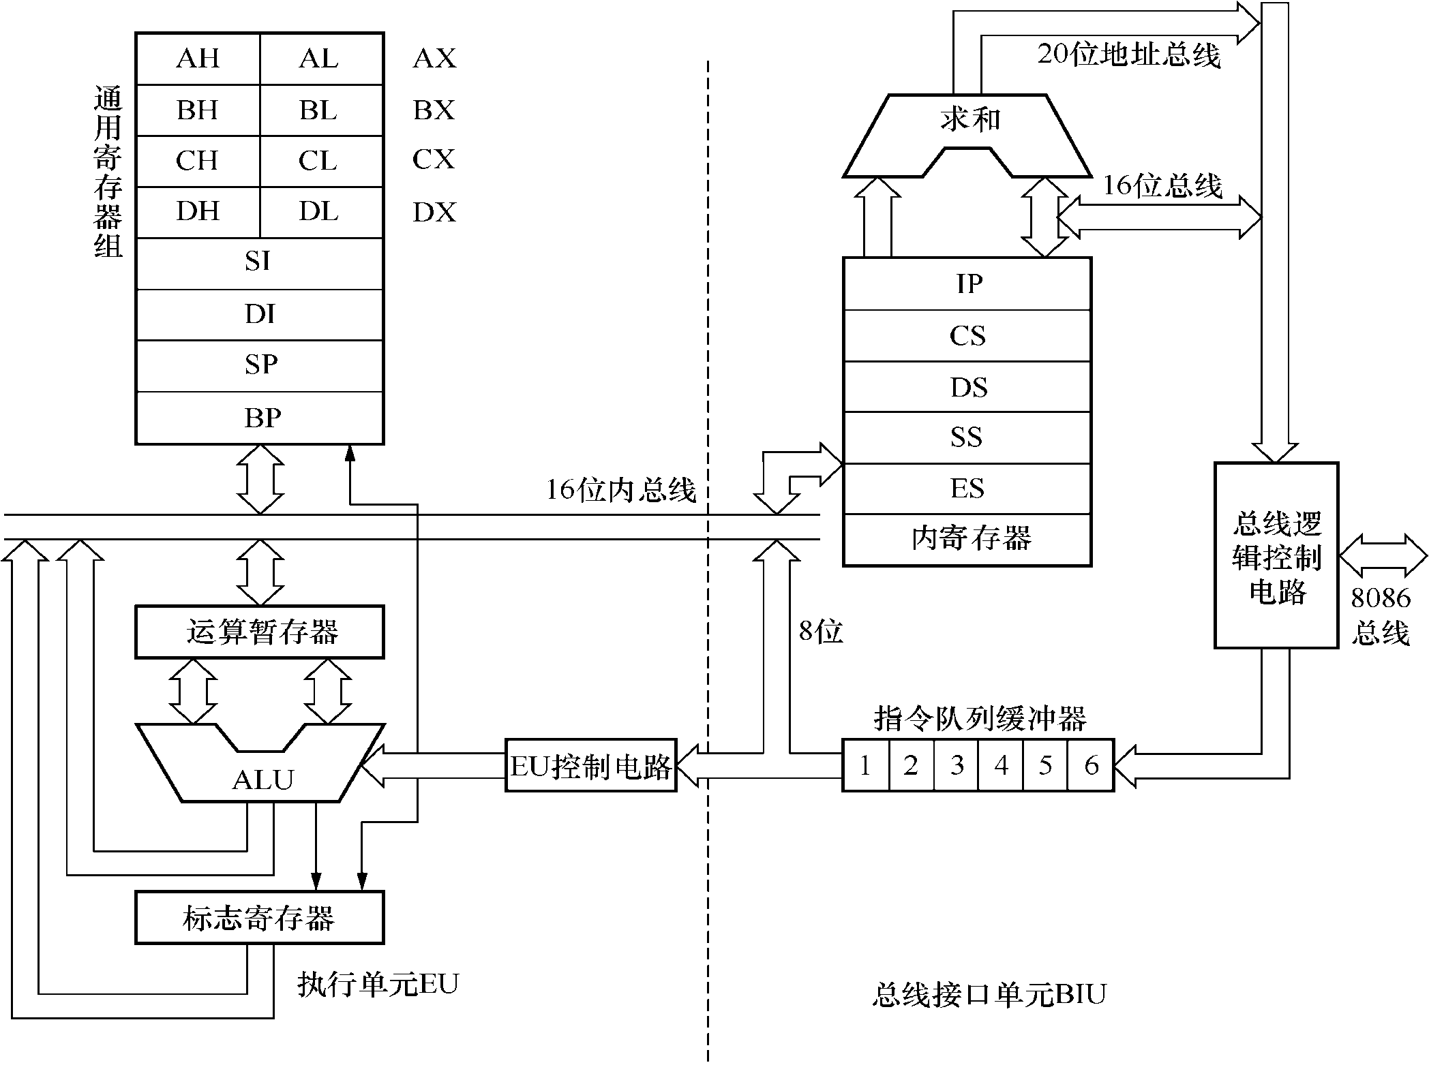 通用寄存器组
AH AL AX
BH BL BX
CH CL CX
DH DL DX
SI
DI
SP
BP
20位地址总线
求和
16位总线
IP
CS
DS
SS
ES
内寄存器
16位内总线
总线逻
辑控制
电路
8086
总线
运算暂存器
8位
ALU
EU控制电路
指令队列缓冲器
1 2 3 4 5 6
标志寄存器
执行单元EU
总线接口单元BIU